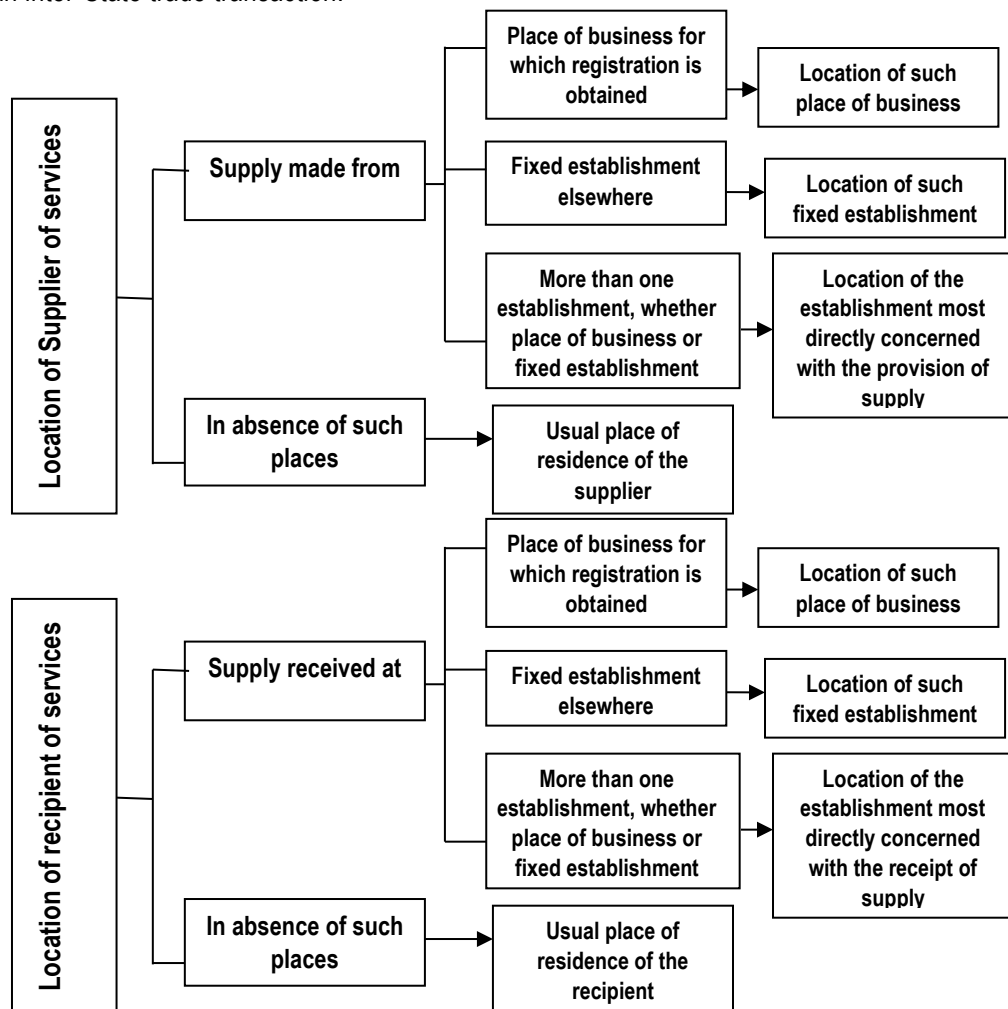 an Inter-State trade transaction.
Location of Supplier of services
Supply made from
Place of business for
which registration is
obtained
Location of such
place of business
Fixed establishment
elsewhere
Location of such
fixed establishment
More than one
establishment, whether
place of business or
fixed establishment
Location of the
establishment most
directly concerned
with the provision of
supply
In absence of such
places
Usual place of
residence of the
supplier
Location of recipient of services
Supply received at
Place of business for
which registration is
obtained
Location of such
place of business
Fixed establishment
elsewhere
Location of such
fixed establishment
More than one
establishment, whether
place of business or
fixed establishment
Location of the
establishment most
directly concerned
with the receipt of
supply
In absence of such
places
Usual place of
residence of the
recipient